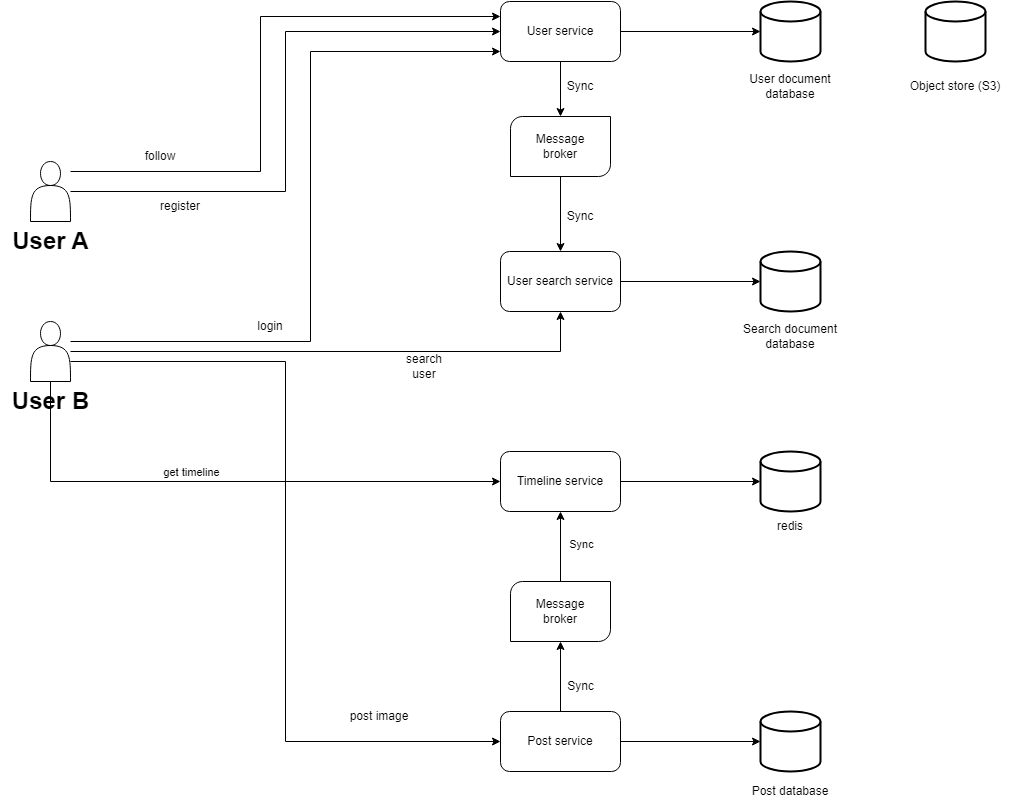 User service
User document
database
Object store (S3)
Sync
Message
broker
follow
register
User A
Sync
User search service
login
search
user
Search document
database
User B
get timeline
Timeline service
redis
Sync
Message
broker
Sync
post image
Post service
Post database